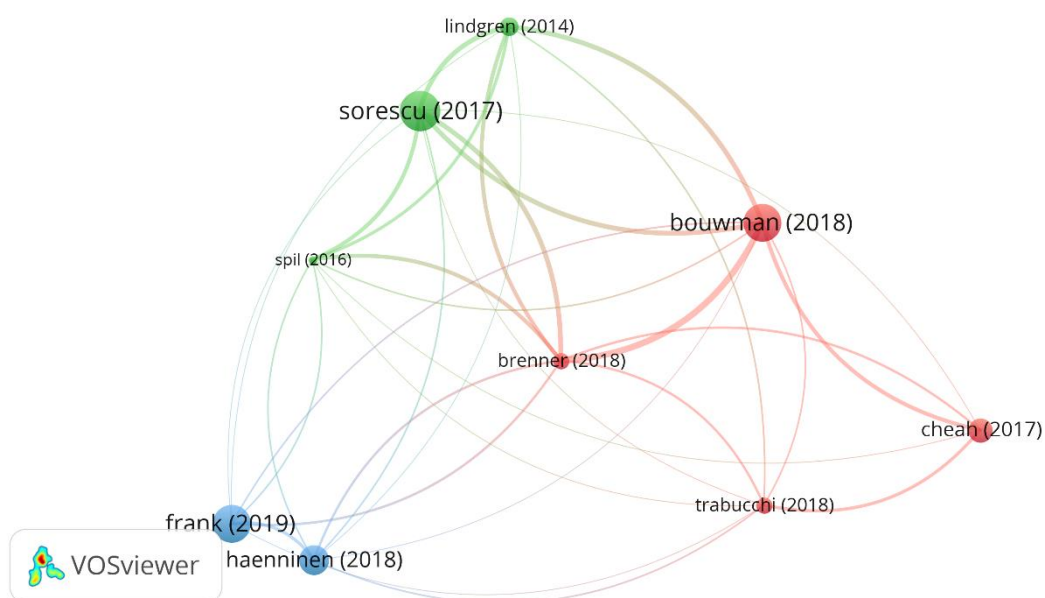 lindgren (2014)
sorescu (2017)
bouwman (2018)
spil (2016)
brenner (2018)
cheah (2017)
trabucchi (2018)
frank (2019)
haenninen (2018)
VOSviewer